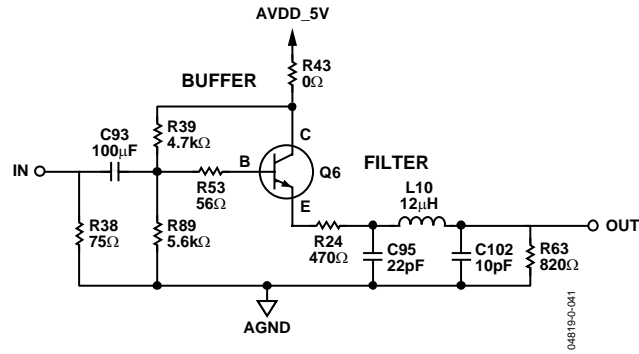 AVDD_5V
R43
0Ω
BUFFER
C93
100μF
R39
4.7kΩ
C
B
Q6
FILTER
IN
R53
56Ω
E
L10
12μH
OUT
R38
75Ω
R89
5.6kΩ
R24
470Ω
C95
22pF
C102
10pF
R63
820Ω
AGND
04819-0-041